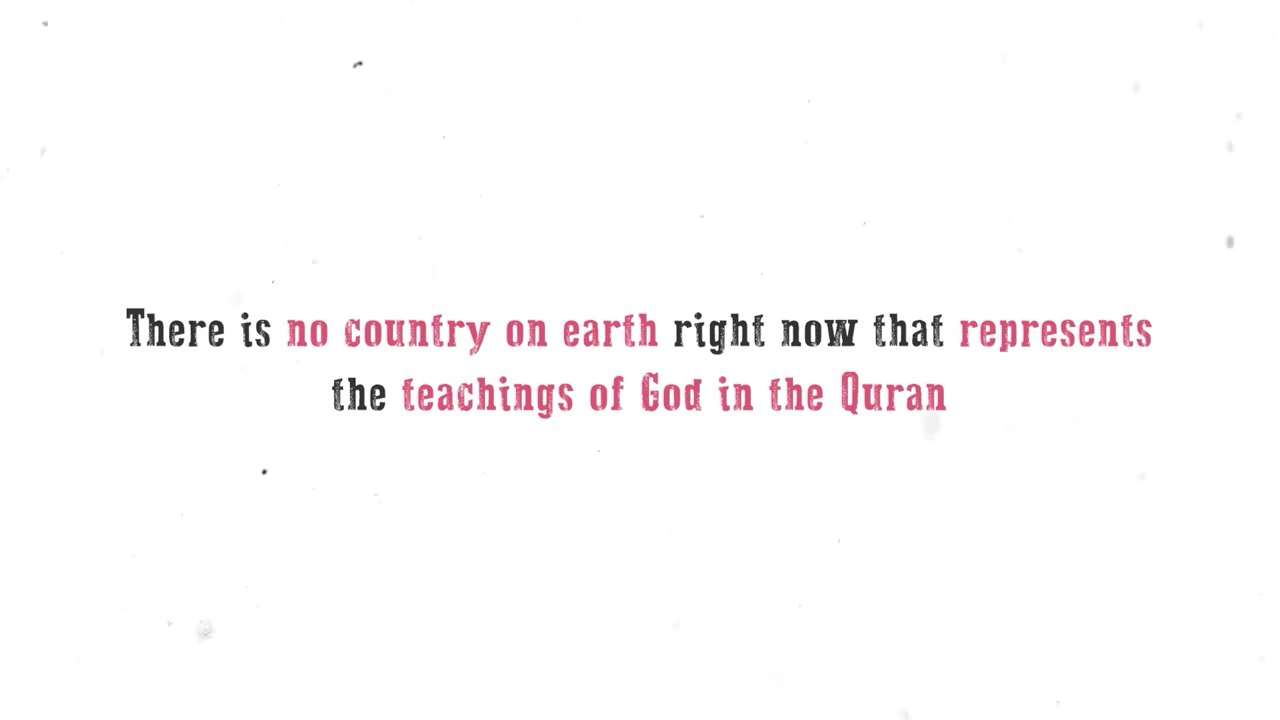 There is no country on earth right now that represents
the teachings of God in the Quran